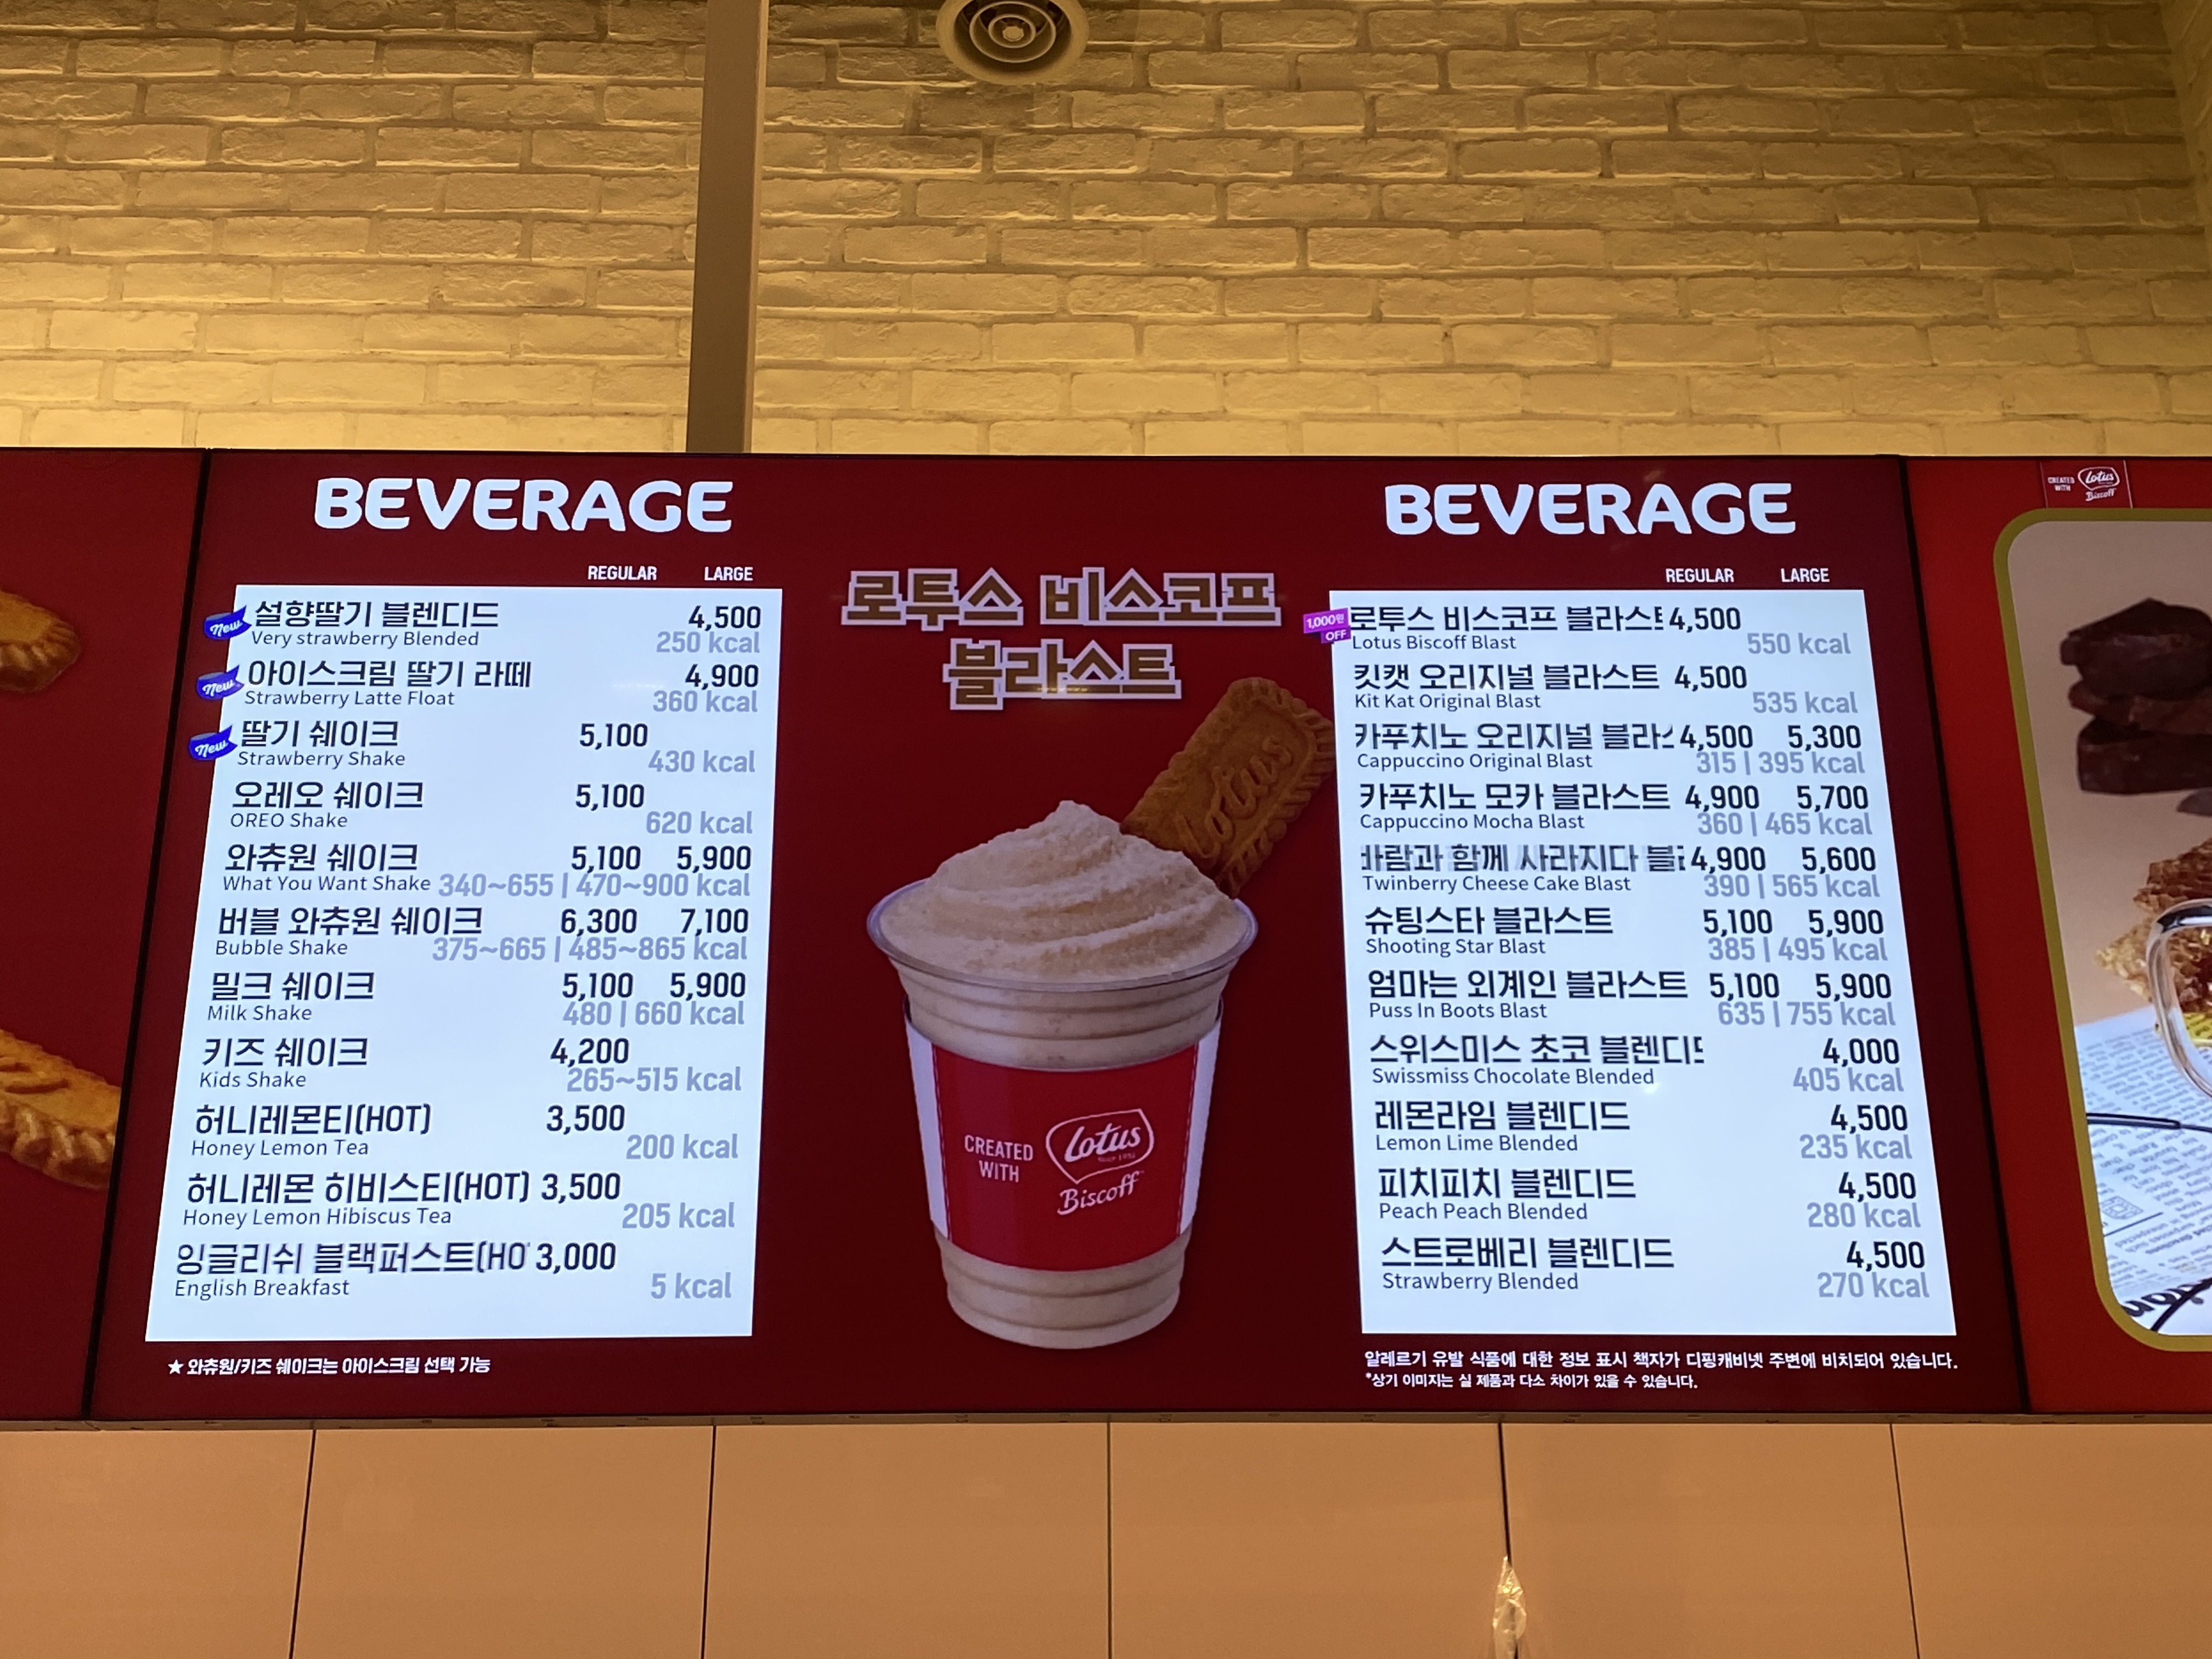 BEVERAGE
REGULAR LARGE
New 설향딸기 블렌디드 4,500
Very strawberry Blended 250 kcal
New 아이스크림 딸기 라떼 4,900
Strawberry Latte Float 360 kcal
New 딸기 쉐이크 5,100
Strawberry Shake 430 kcal
오레오 쉐이크 5,100
OREO Shake 620 kcal
와츄원 쉐이크 5,100 5,900
What You Want Shake 340~655 | 470~900 kcal
버블 와츄원 쉐이크 6,300 7,100
Bubble Shake 375~665 | 485~865 kcal
밀크 쉐이크 5,100 5,900
Milk Shake 480 | 660 kcal
키즈 쉐이크 4,200
Kids Shake 265~515 kcal
허니레몬티(HOT) 3,500
Honey Lemon Tea 200 kcal
허니레몬 히비스티(HOT) 3,500
Honey Lemon Hibiscus Tea 205 kcal
잉글리쉬 블랙퍼스트(HO 3,000
English Breakfast 5 kcal
★ 와츄원/키즈 쉐이크는 아이스크림 선택 가능
로투스 비스코프
블라스트
Lotus
CREATED WITH Lotus
Biscoff
BEVERAGE
REGULAR LARGE
1,000원 OFF 로투스 비스코프 블라스트 4,500
Lotus Biscoff Blast 550 kcal
킷캣 오리지널 블라스트 4,500
Kit Kat Original Blast 535 kcal
카푸치노 오리지널 블라스 4,500 5,300
Cappuccino Original Blast 315 | 395 kcal
카푸치노 모카 블라스트 4,900 5,700
Cappuccino Mocha Blast 360 | 465 kcal
바람과 함께 사라지다 블 4,900 5,600
Twinberry Cheese Cake Blast 390 | 565 kcal
슈팅스타 블라스트 5,100 5,900
Shooting Star Blast 385 | 495 kcal
엄마는 외계인 블라스트 5,100 5,900
Puss In Boots Blast 635 | 755 kcal
스위스미스 초코 블렌디드 4,000
Swissmiss Chocolate Blended 405 kcal
레몬라임 블렌디드 4,500
Lemon Lime Blended 235 kcal
피치피치 블렌디드 4,500
Peach Peach Blended 280 kcal
스트로베리 블렌디드 4,500
Strawberry Blended 270 kcal
알레르기 유발 식품에 대한 정보 표시 책자가 디핑캐비넷 주변에 비치되어 있습니다.
*상기 이미지는 실 제품과 다소 차이가 있을 수 있습니다.
CREATED WITH Lotus
Biscoff